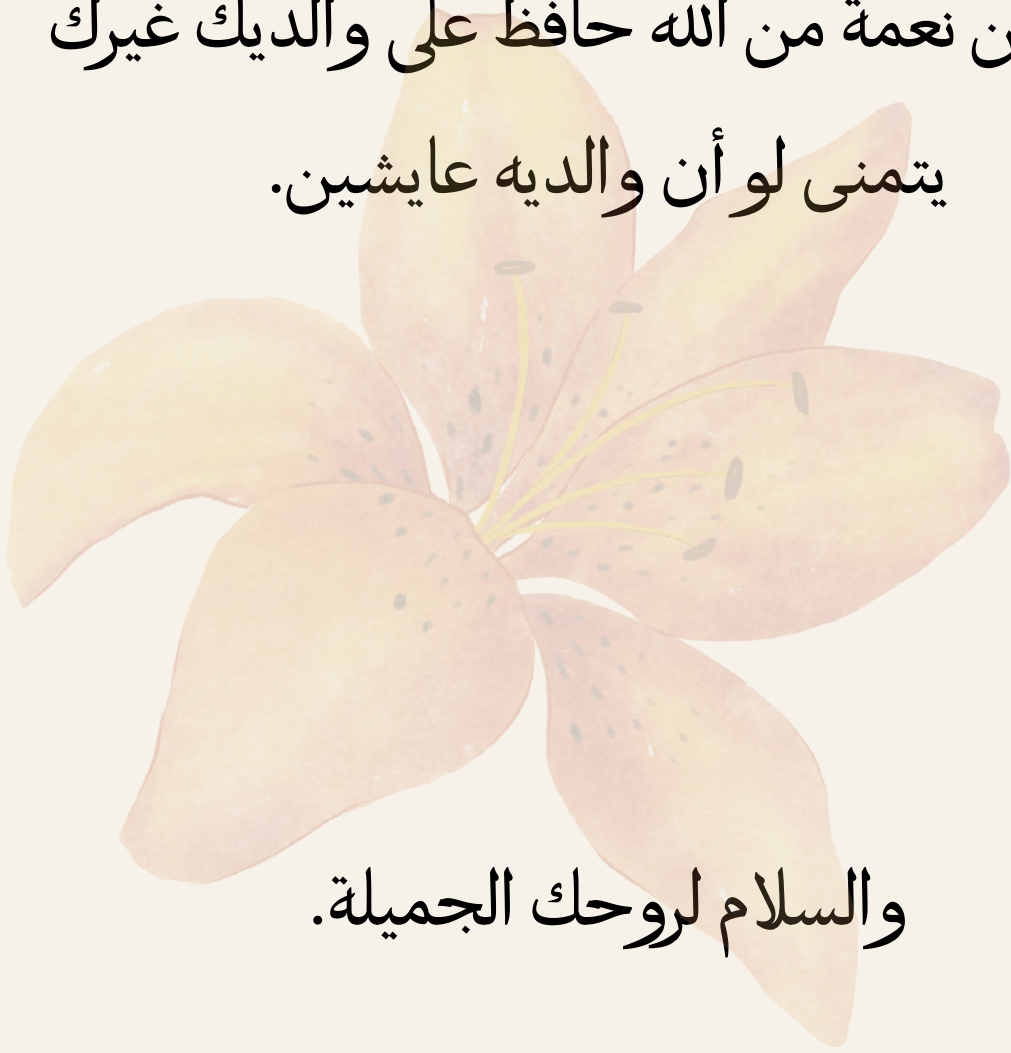 نعمة من الله حافظ على والديك غيرك
يتمنى لو أن والديه عايشين.
والسلام لروحك الجميلة.